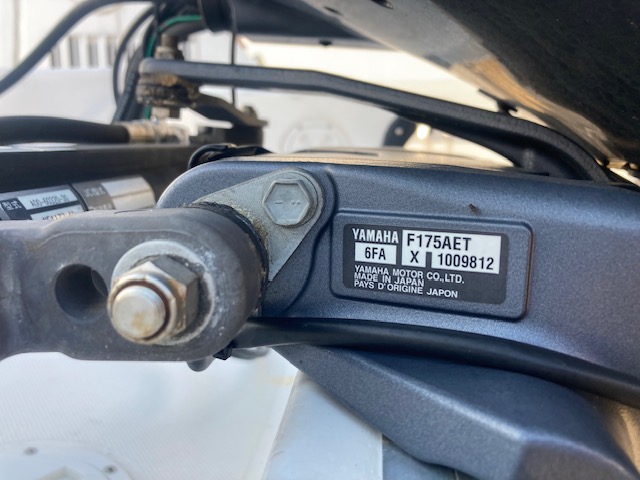 YAMAHA F175AET
6FA X 1009812
YAMAHA MOTOR CO.,LTD.
MADE IN JAPAN
PAYS D'ORIGINE JAPON